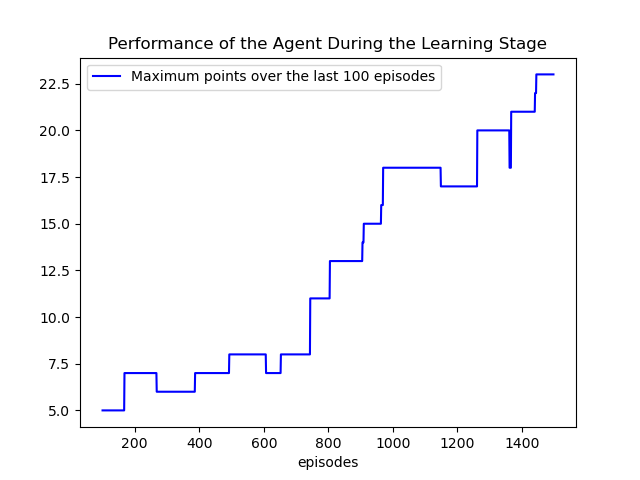 Performance of the Agent During the Learning Stage
Maximum points over the last 100 episodes
22.5
20.0
17.5
15.0
12.5
10.0
7.5
5.0
200 400 600 800 1000 1200 1400
episodes